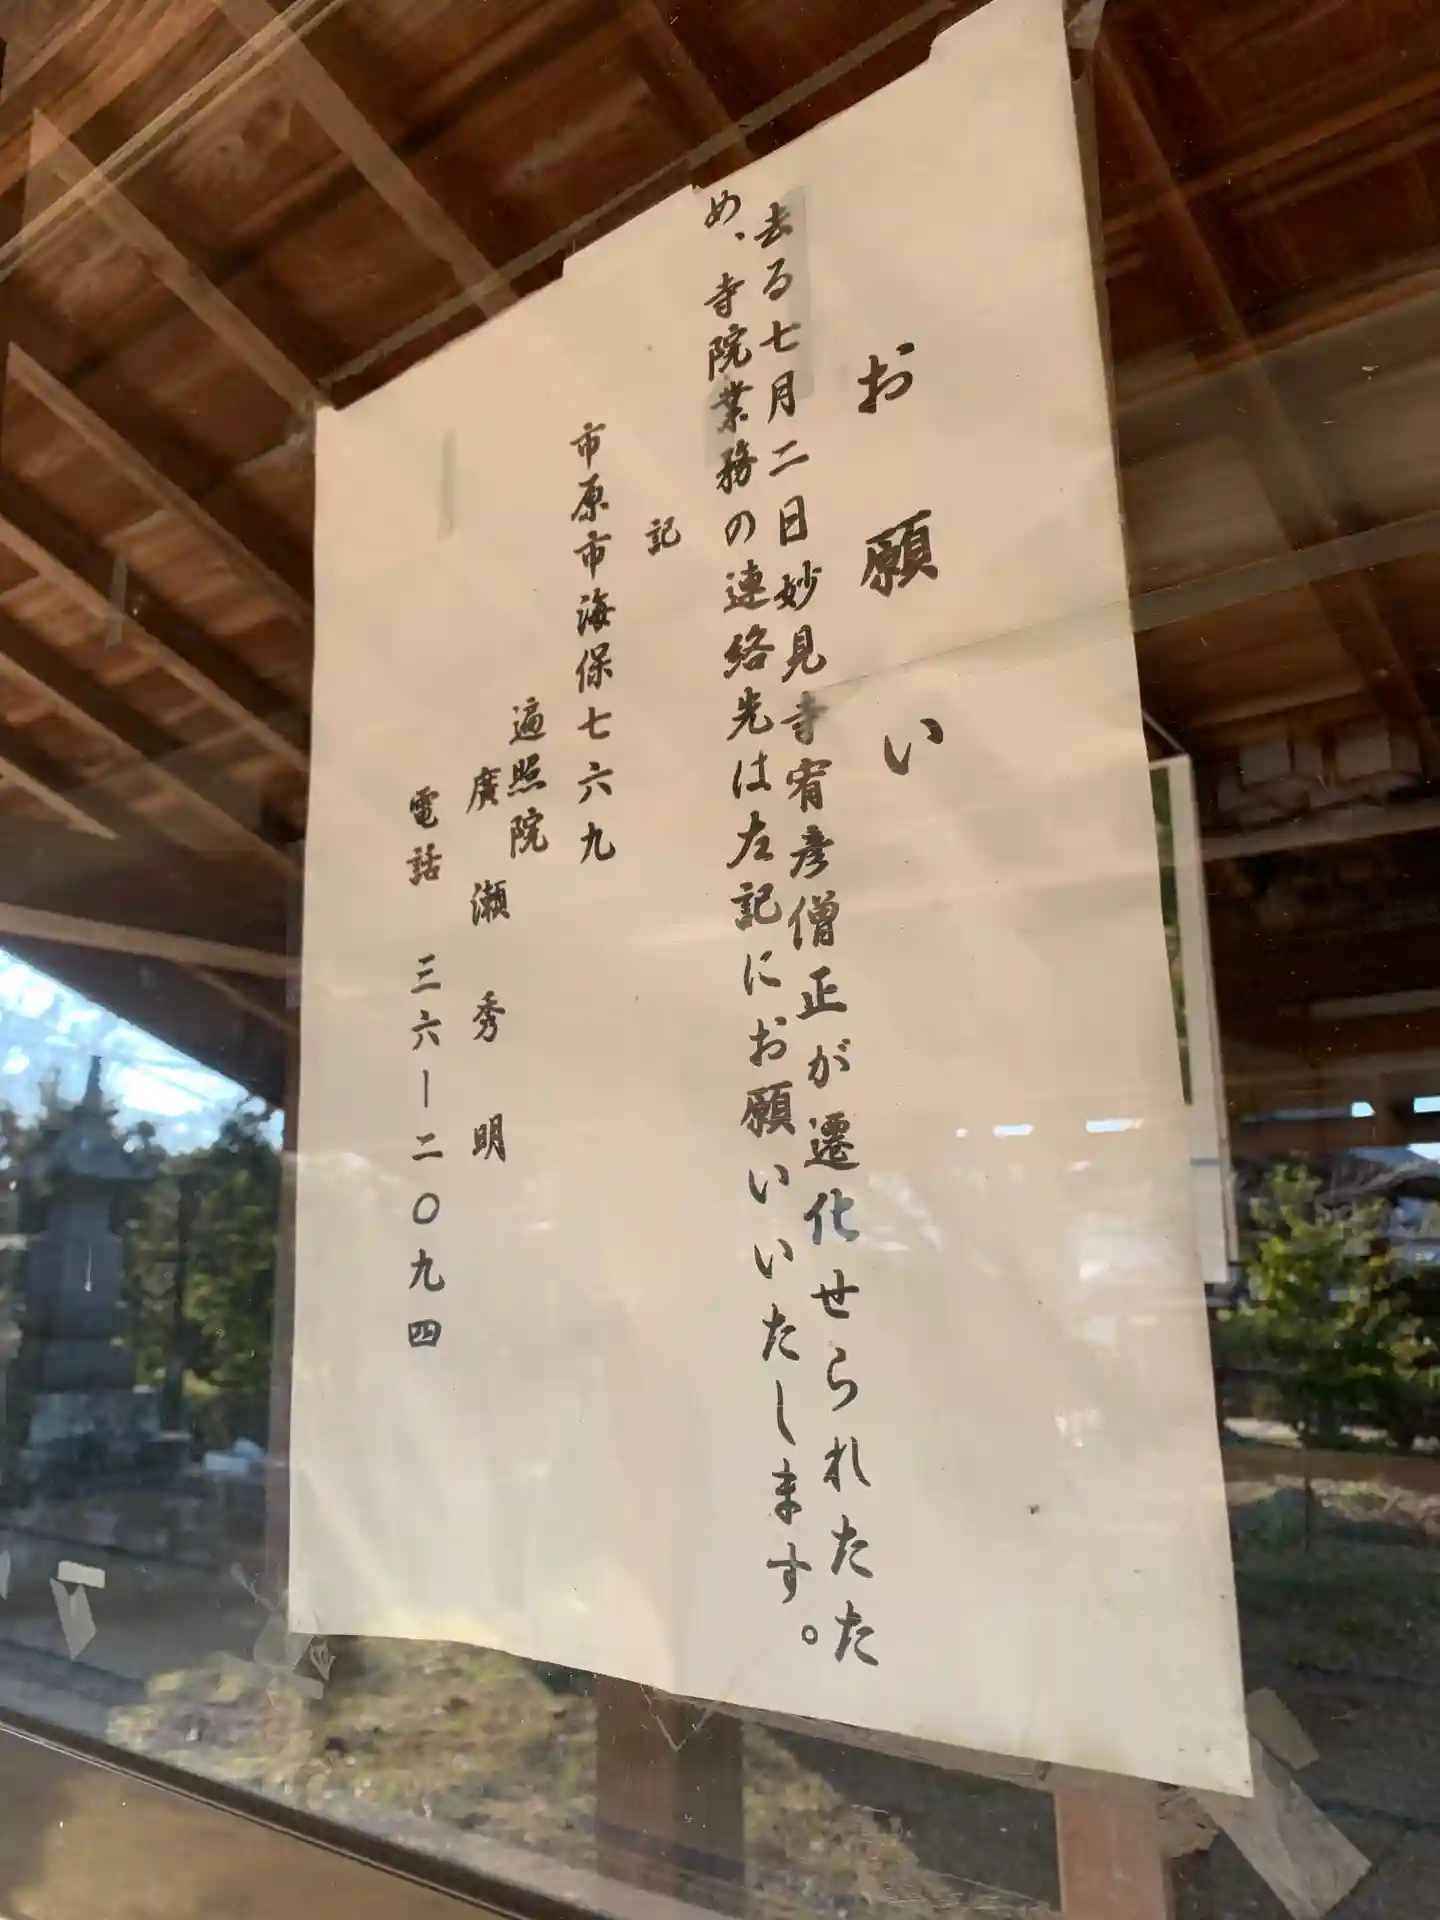 お願い
去る七月二日妙見寺宥彦僧正が遷化せられたた
め、寺院業務の連絡先は左記にお願いいたします。
記
市原市海保七六九
遍照院
廣瀬秀明
電話 三六ー二〇九四